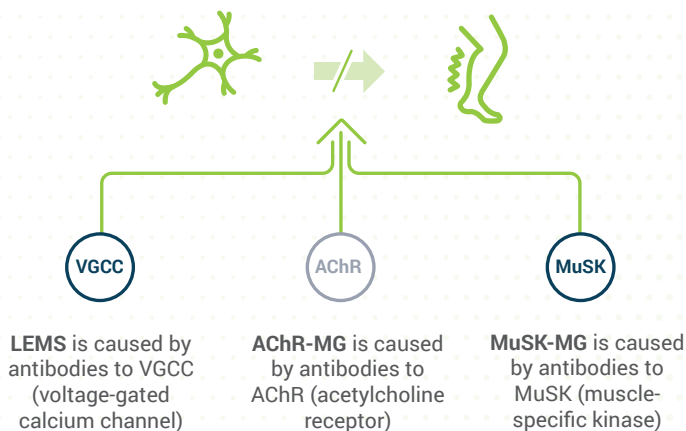 VGCC
AChR
MuSK
LEMS is caused by
antibodies to VGCC
(voltage-gated
calcium channel)
AChR-MG is caused
by antibodies to
AChR (acetylcholine
receptor)
MuSK-MG is caused
by antibodies to
MuSK (muscle-
specific kinase)